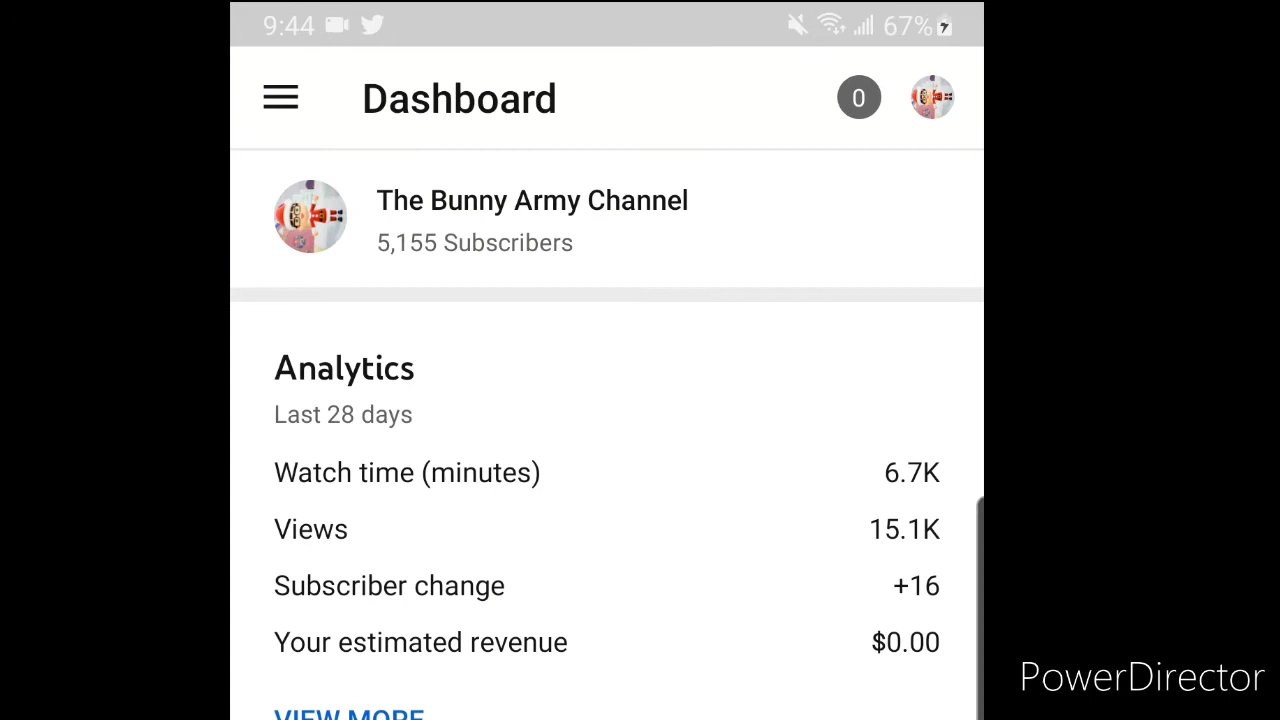 9:44 67%
Dashboard 0
The Bunny Army Channel
5,155 Subscribers
Analytics
Last 28 days
Watch time (minutes) 6.7K
Views 15.1K
Subscriber change +16
Your estimated revenue $0.00
VIEW MORE
PowerDirector